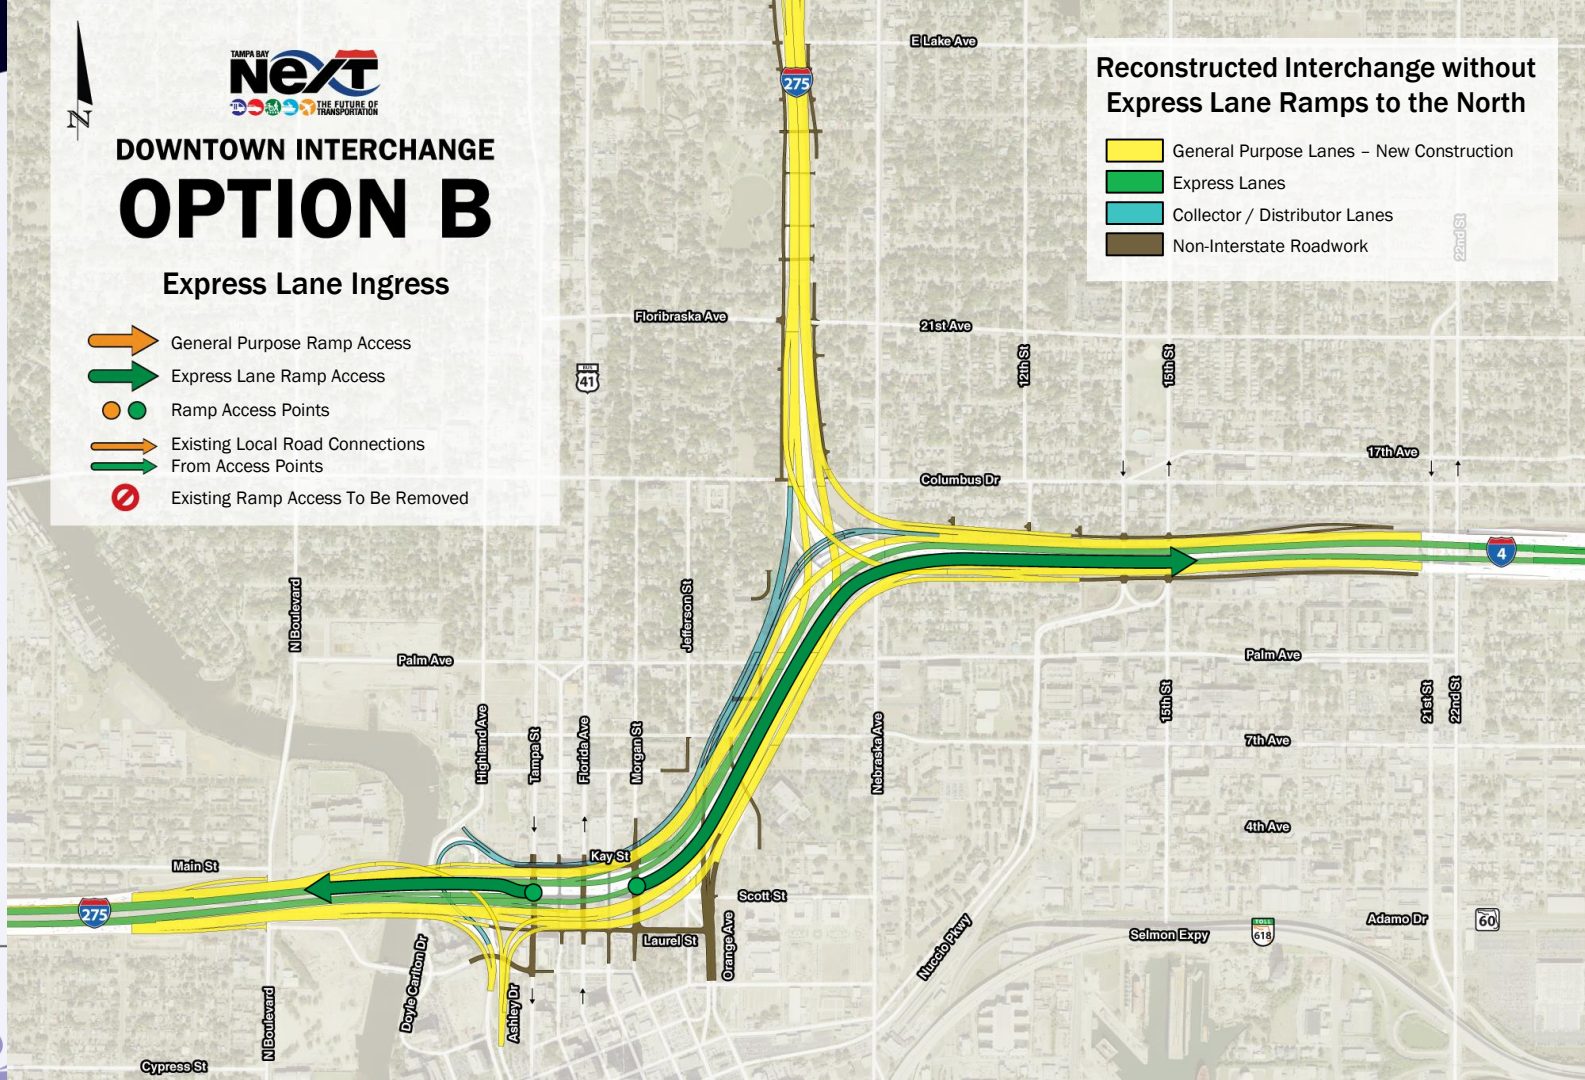 TAMPA BAY
NexT
THE FUTURE OF
TRANSPORTATION
N
DOWNTOWN INTERCHANGE
OPTION B
Express Lane Ingress
General Purpose Ramp Access
Express Lane Ramp Access
Ramp Access Points
Existing Local Road Connections
From Access Points
Existing Ramp Access To Be Removed
Reconstructed Interchange without
Express Lane Ramps to the North
General Purpose Lanes – New Construction
Express Lanes
Collector / Distributor Lanes
Non-Interstate Roadwork
E Lake Ave
275
22nd St
Floribraska Ave
21st Ave
41
12th St
15th St
17th Ave
Columbus Dr
4
N Boulevard
Jefferson St
Palm Ave
Palm Ave
15th St
21st St
22nd St
Highland Ave
Tampa St
Florida Ave
Morgan St
Nebraska Ave
7th Ave
4th Ave
Main St
Kay St
Scott St
275
Laurel St
Orange Ave
Nuccio Pkwy
Selmon Expy
TOLL
618
Adamo Dr
60
Doyle Carlton Dr
Ashley Dr
N Boulevard
Cypress St